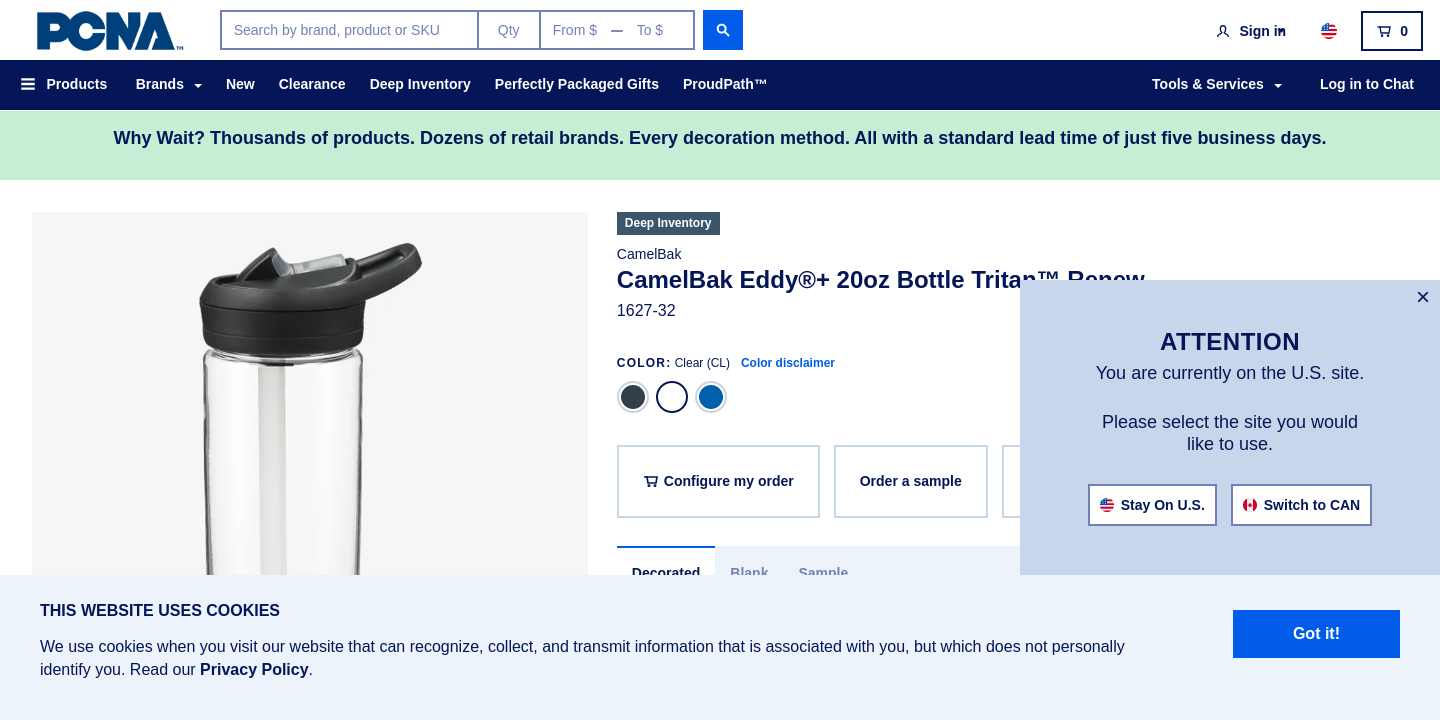 PCNA™
Search by brand, product or SKU
Qty
From $ — To $
Sign in
0
Products
Brands
New
Clearance
Deep Inventory
Perfectly Packaged Gifts
ProudPath™
Tools & Services
Log in to Chat
Why Wait? Thousands of products. Dozens of retail brands. Every decoration method. All with a standard lead time of just five business days.
Deep Inventory
CamelBak
CamelBak Eddy®+ 20oz Bottle Tritan™ Renew
1627-32
COLOR: Clear (CL) Color disclaimer
Configure my order
Order a sample
Decorated
Blank
Sample
×
ATTENTION
You are currently on the U.S. site.
Please select the site you would
like to use.
Stay On U.S.
Switch to CAN
THIS WEBSITE USES COOKIES
We use cookies when you visit our website that can recognize, collect, and transmit information that is associated with you, but which does not personally
identify you. Read our Privacy Policy.
Got it!